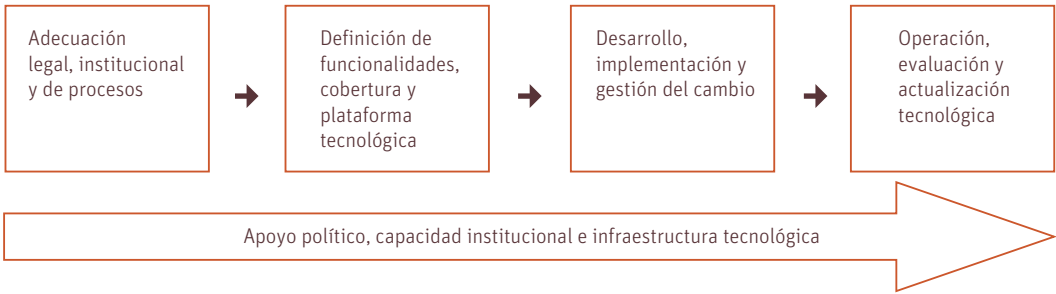 Adecuación
legal, institucional
y de procesos
Definición de
funcionalidades,
cobertura y
plataforma
tecnológica
Desarrollo,
implementación y
gestión del cambio
Operación,
evaluación y
actualización
tecnológica
Apoyo político, capacidad institucional e infraestructura tecnológica